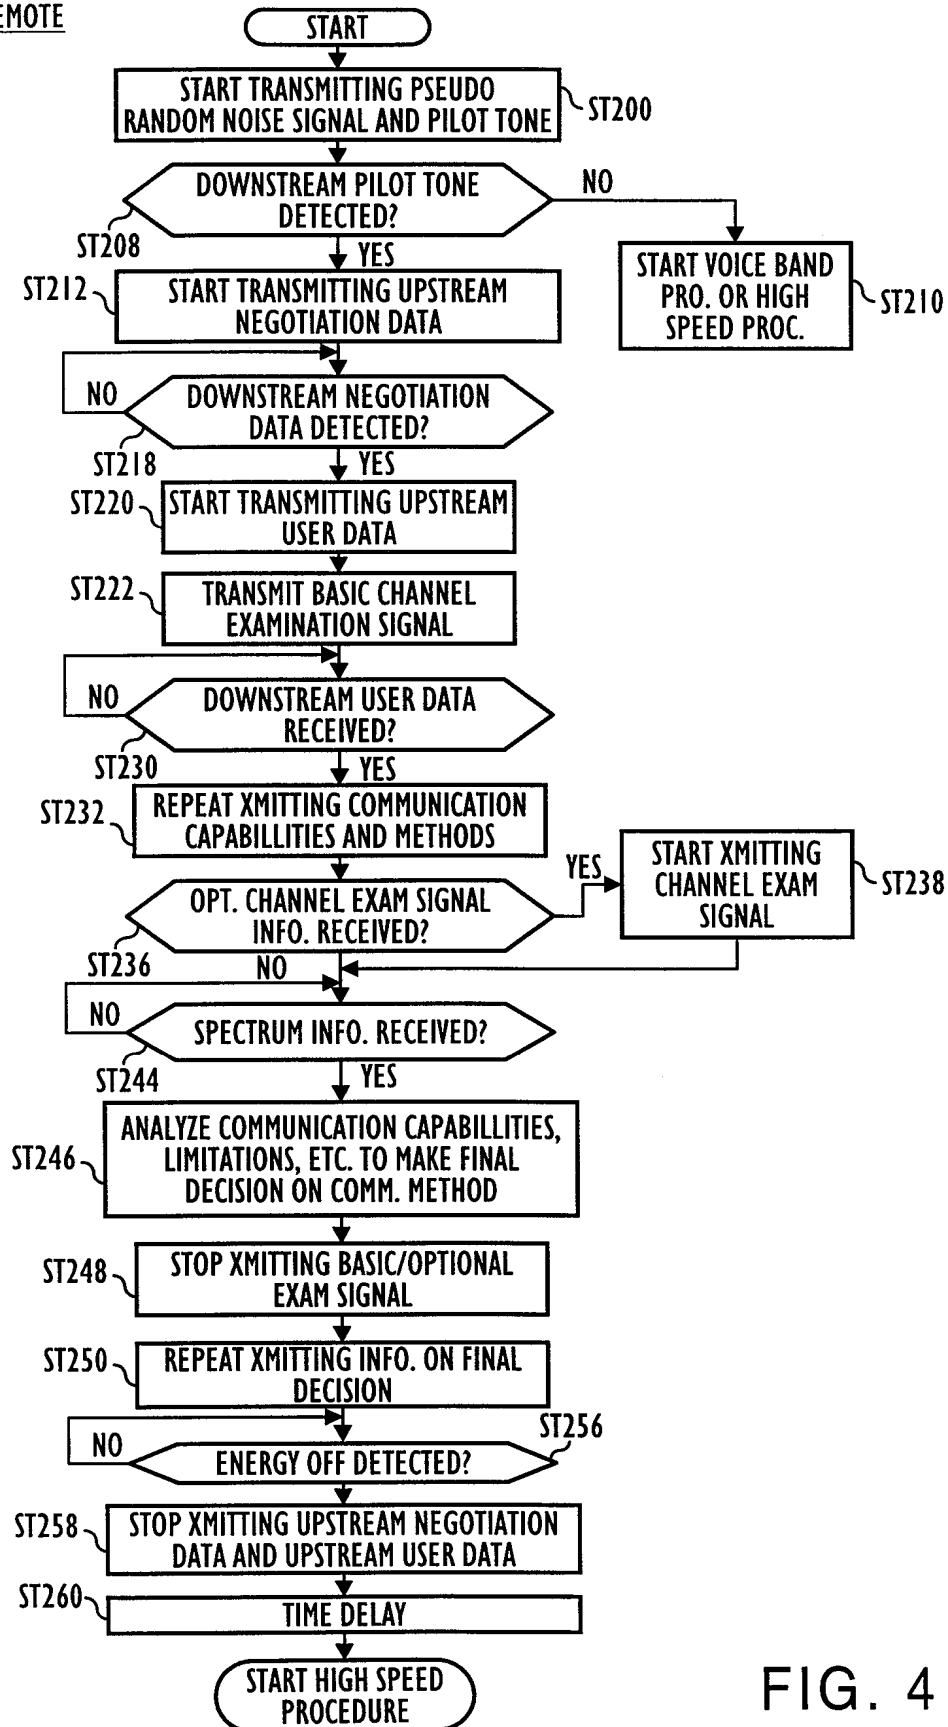 EMOTE
START
START TRANSMITTING PSEUDO
RANDOM NOISE SIGNAL AND PILOT TONE
ST200
DOWNSTREAM PILOT TONE
DETECTED?
NO
ST208
YES
START VOICE BAND
PRO. OR HIGH
SPEED PROC.
ST210
ST212
START TRANSMITTING UPSTREAM
NEGOTIATION DATA
NO
DOWNSTREAM NEGOTIATION
DATA DETECTED?
ST218
YES
ST220
START TRANSMITTING UPSTREAM
USER DATA
ST222
TRANSMIT BASIC CHANNEL
EXAMINATION SIGNAL
NO
DOWNSTREAM USER DATA
RECEIVED?
ST230
YES
ST232
REPEAT XMITTING COMMUNICATION
CAPABILLITIES AND METHODS
YES
START XMITTING
CHANNEL EXAM
SIGNAL
ST238
OPT. CHANNEL EXAM SIGNAL
INFO. RECEIVED?
ST236
NO
NO
SPECTRUM INFO. RECEIVED?
ST244
YES
ST246
ANALYZE COMMUNICATION CAPABILLITIES,
LIMITATIONS, ETC. TO MAKE FINAL
DECISION ON COMM. METHOD
ST248
STOP XMITTING BASIC/OPTIONAL
EXAM SIGNAL
ST250
REPEAT XMITTING INFO. ON FINAL
DECISION
ST256
NO
ENERGY OFF DETECTED?
ST258
STOP XMITTING UPSTREAM NEGOTIATION
DATA AND UPSTREAM USER DATA
ST260
TIME DELAY
START HIGH SPEED
PROCEDURE
FIG. 4